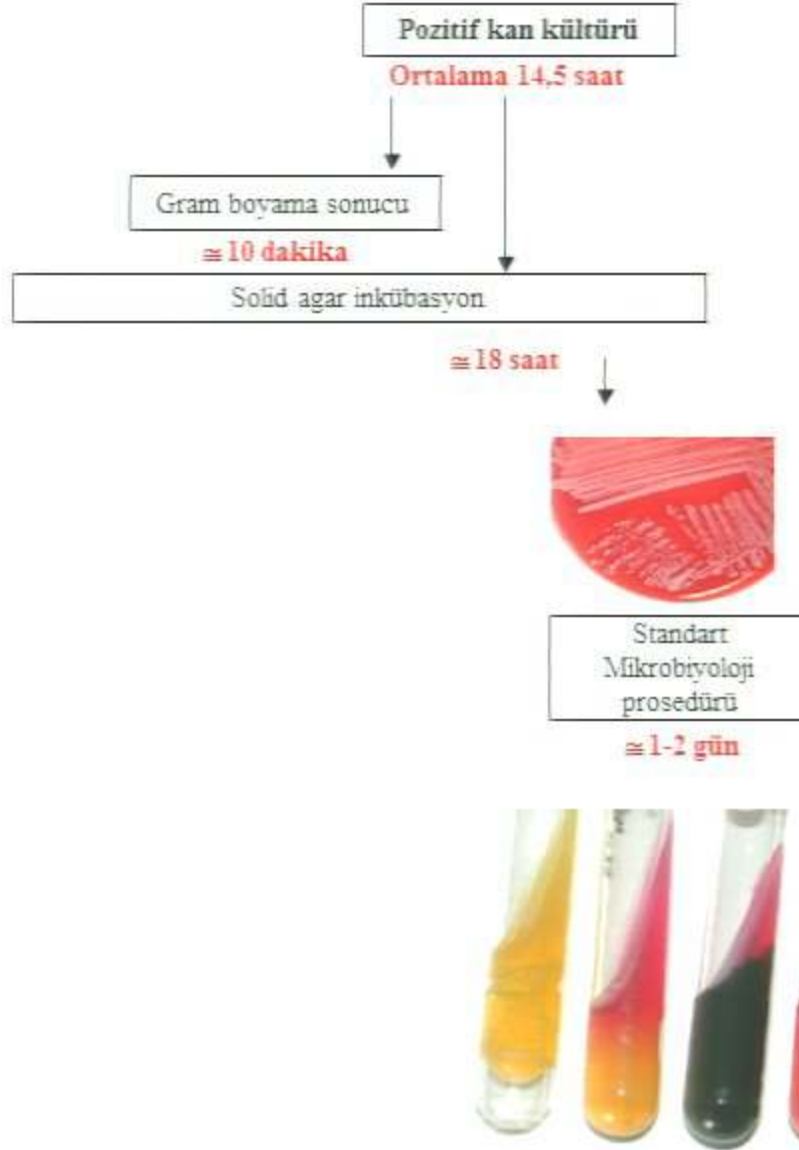 Pozitif kan kültürü
Ortalama 14,5 saat
Gram boyama sonucu
≅ 10 dakika
Solid agar inkübasyon
≅ 18 saat
Standart
Mikrobiyoloji
prosedürü
≅ 1-2 gün